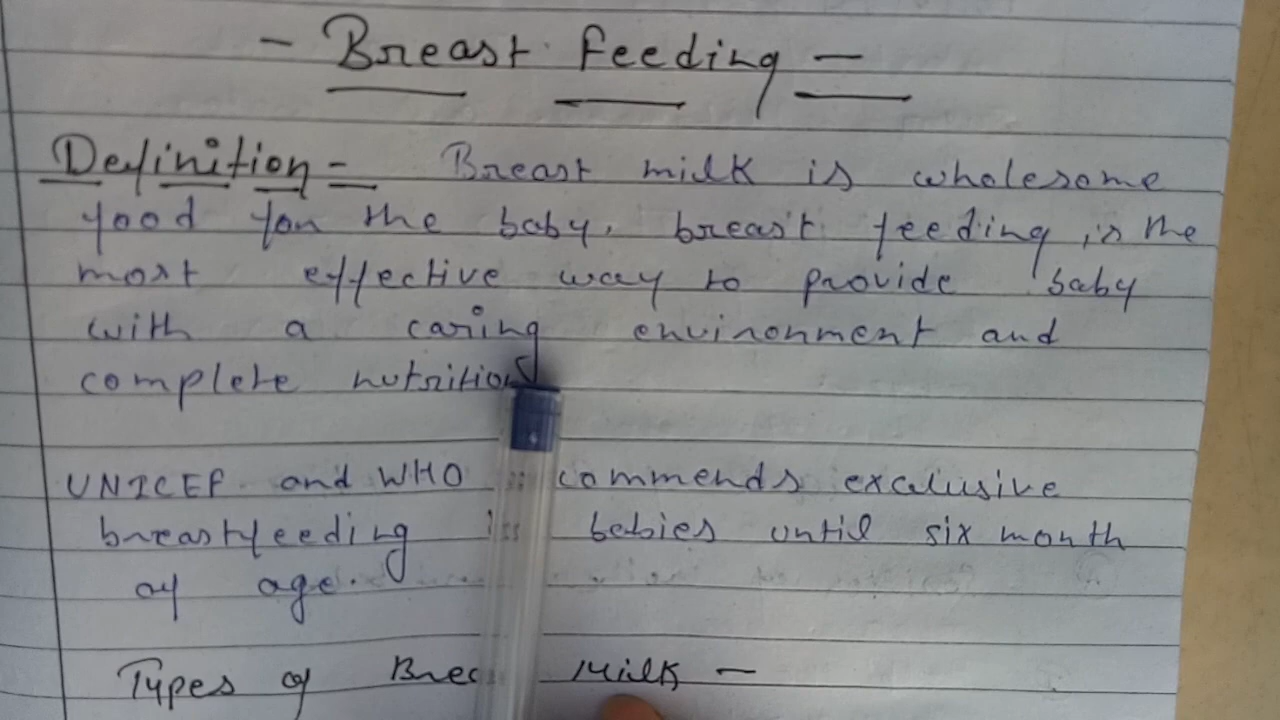 - Breast feeding -
Definition - Breast milk is wholesome
food for the baby. breast feeding is the
most effective way to provide baby
with a caring environment and
complete nutrition
UNICEF and WHO commends exclusive
breastfeeding babies until six month
of age.
Types of Breast Milk -